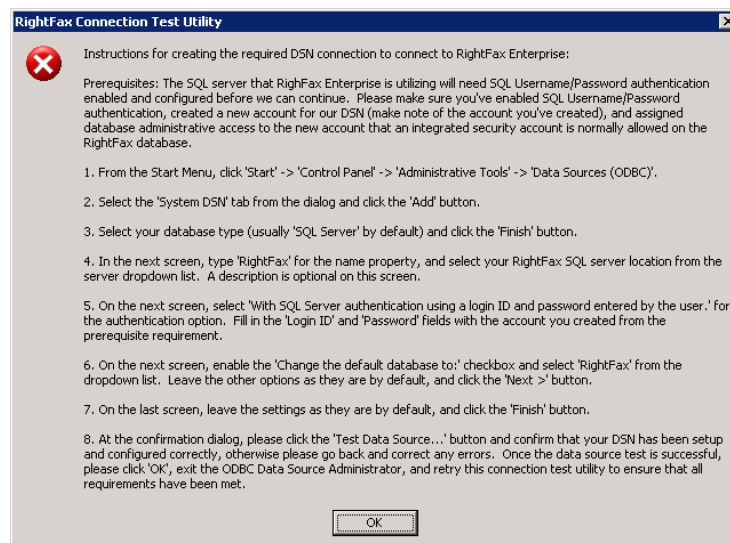 RightFax Connection Test Utility
Instructions for creating the required DSN connection to connect to RightFax Enterprise:
Prerequisites: The SQL server that RighFax Enterprise is utilizing will need SQL Username/Password authentication
enabled and configured before we can continue. Please make sure you've enabled SQL Username/Password
authentication, created a new account for our DSN (make note of the account you've created), and assigned
database administrative access to the new account that an integrated security account is normally allowed on the
RightFax database.
1. From the Start Menu, click 'Start' -> 'Control Panel' -> 'Administrative Tools' -> 'Data Sources (ODBC)'.
2. Select the 'System DSN' tab from the dialog and click the 'Add' button.
3. Select your database type (usually 'SQL Server' by default) and click the 'Finish' button.
4. In the next screen, type 'RightFax' for the name property, and select your RightFax SQL server location from the
server dropdown list. A description is optional on this screen.
5. On the next screen, select 'With SQL Server authentication using a login ID and password entered by the user.' for
the authentication option. Fill in the 'Login ID' and 'Password' fields with the account you created from the
prerequisite requirement.
6. On the next screen, enable the 'Change the default database to:' checkbox and select 'RightFax' from the
dropdown list. Leave the other options as they are by default, and click the 'Next >' button.
7. On the last screen, leave the settings as they are by default, and click the 'Finish' button.
8. At the confirmation dialog, please click the 'Test Data Source...' button and confirm that your DSN has been setup
and configured correctly, otherwise please go back and correct any errors. Once the data source test is successful,
please click 'OK', exit the ODBC Data Source Administrator, and retry this connection test utility to ensure that all
requirements have been met.
OK